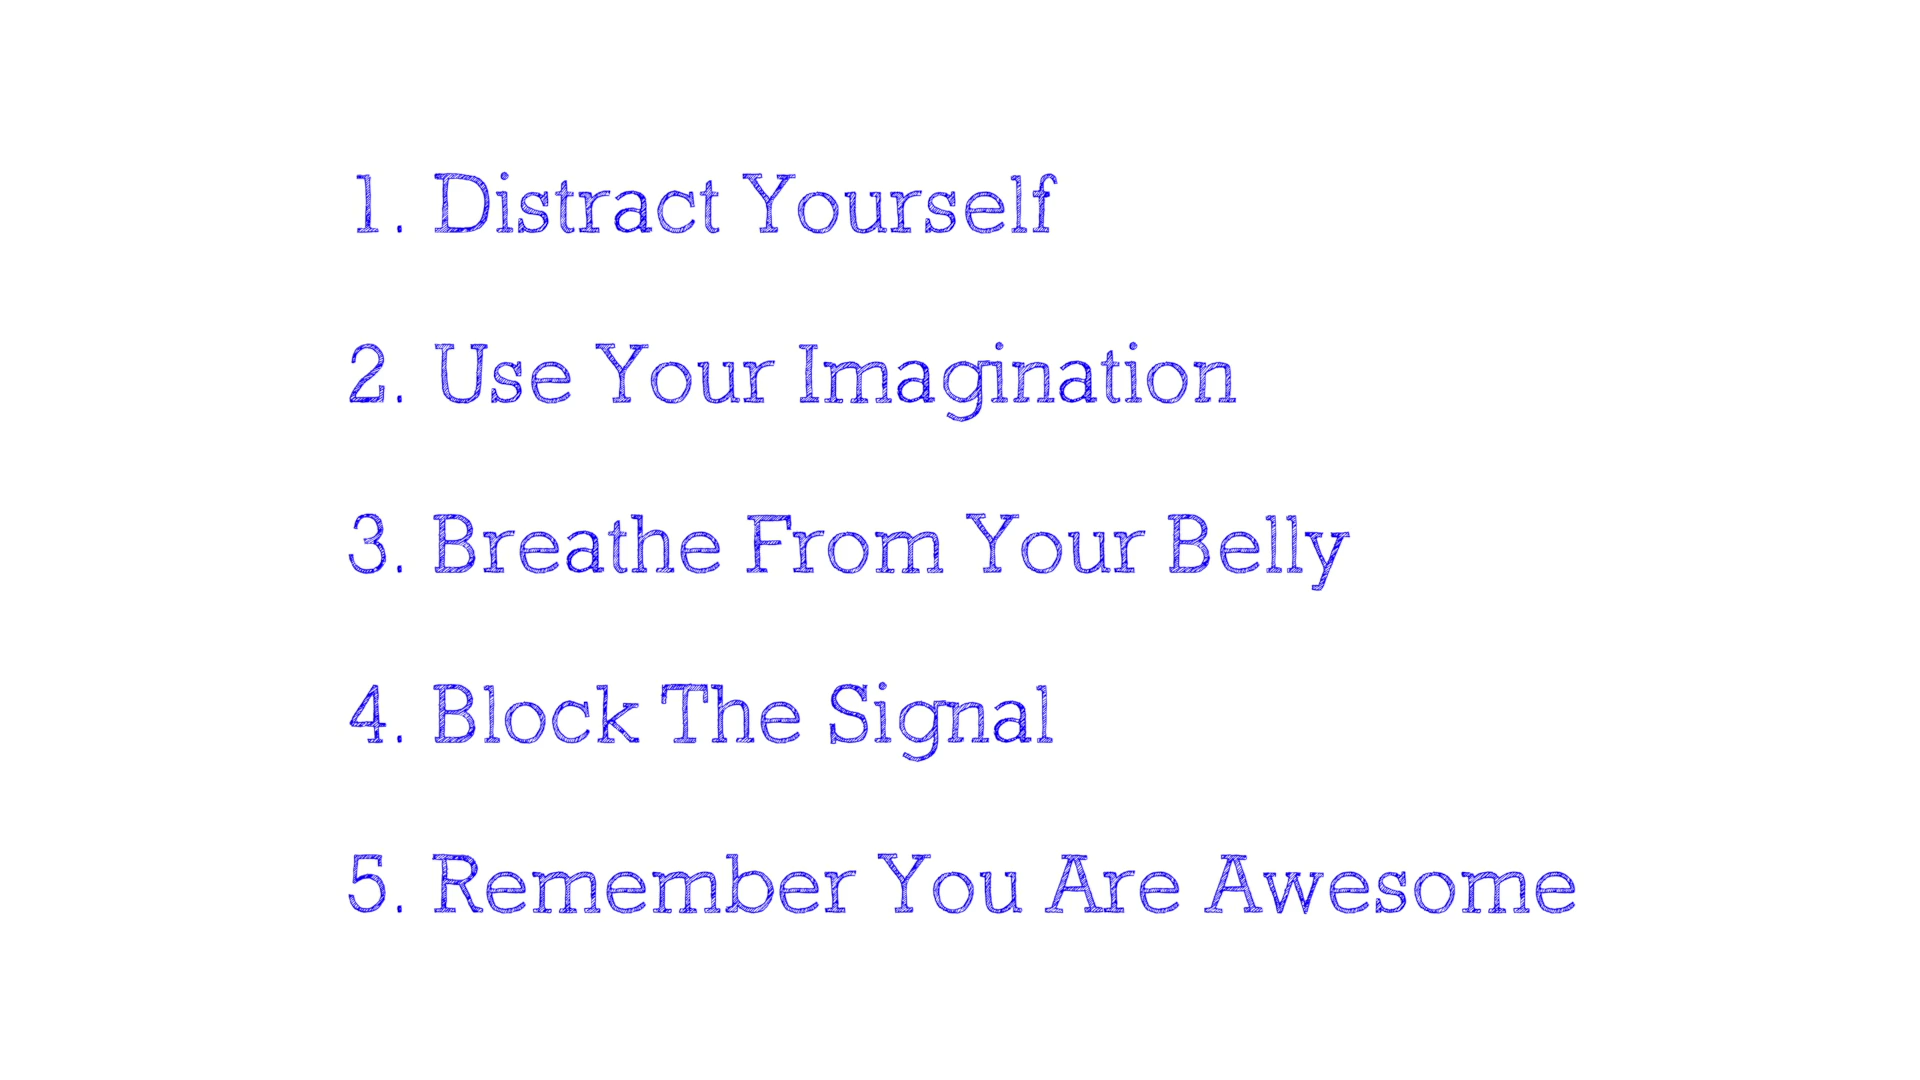 1. Distract Yourself
2. Use Your Imagination
3. Breathe From Your Belly
4. Block The Signal
5. Remember You Are Awesome